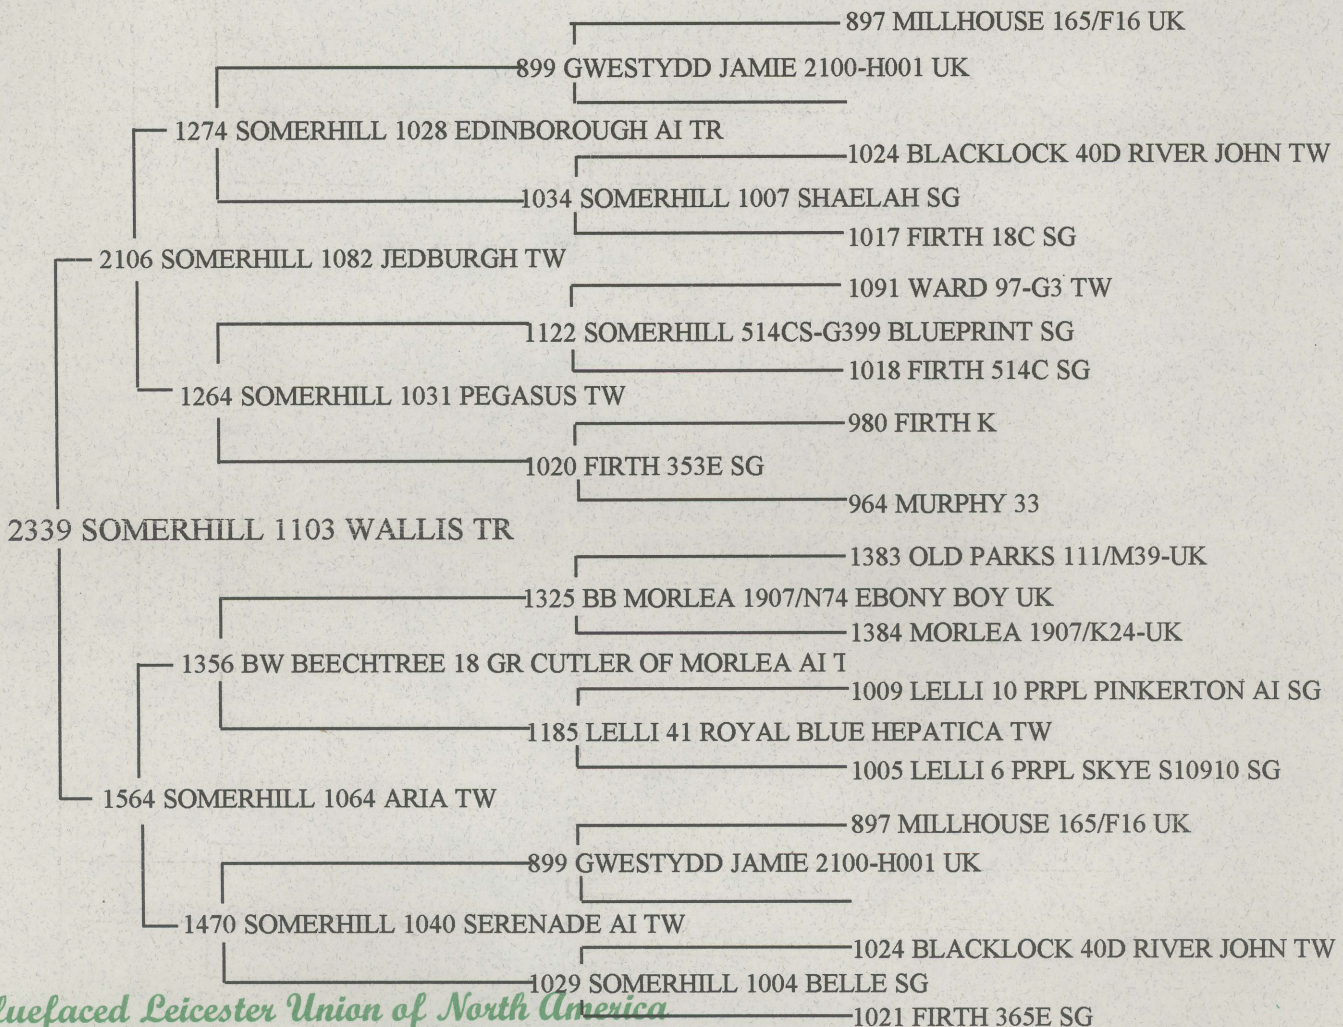 897 MILLHOUSE 165/F16 UK
899 GWESTYDD JAMIE 2100-H001 UK
1274 SOMERHILL 1028 EDINBOROUGH AI TR
1024 BLACKLOCK 40D RIVER JOHN TW
1034 SOMERHILL 1007 SHAELAH SG
1017 FIRTH 18C SG
2106 SOMERHILL 1082 JEDBURGH TW
1091 WARD 97-G3 TW
1122 SOMERHILL 514CS-G399 BLUEPRINT SG
1018 FIRTH 514C SG
1264 SOMERHILL 1031 PEGASUS TW
980 FIRTH K
1020 FIRTH 353E SG
964 MURPHY 33
2339 SOMERHILL 1103 WALLIS TR
1383 OLD PARKS 111/M39-UK
1325 BB MORLEA 1907/N74 EBONY BOY UK
1384 MORLEA 1907/K24-UK
1356 BW BEECHTREE 18 GR CUTLER OF MORLEA AI T
1009 LELLI 10 PRPL PINKERTON AI SG
1185 LELLI 41 ROYAL BLUE HEPATICA TW
1005 LELLI 6 PRPL SKYE S10910 SG
1564 SOMERHILL 1064 ARIA TW
897 MILLHOUSE 165/F16 UK
899 GWESTYDD JAMIE 2100-H001 UK
1470 SOMERHILL 1040 SERENADE AI TW
1024 BLACKLOCK 40D RIVER JOHN TW
1029 SOMERHILL 1004 BELLE SG
luefaced Leicester Union of North America
1021 FIRTH 365E SG